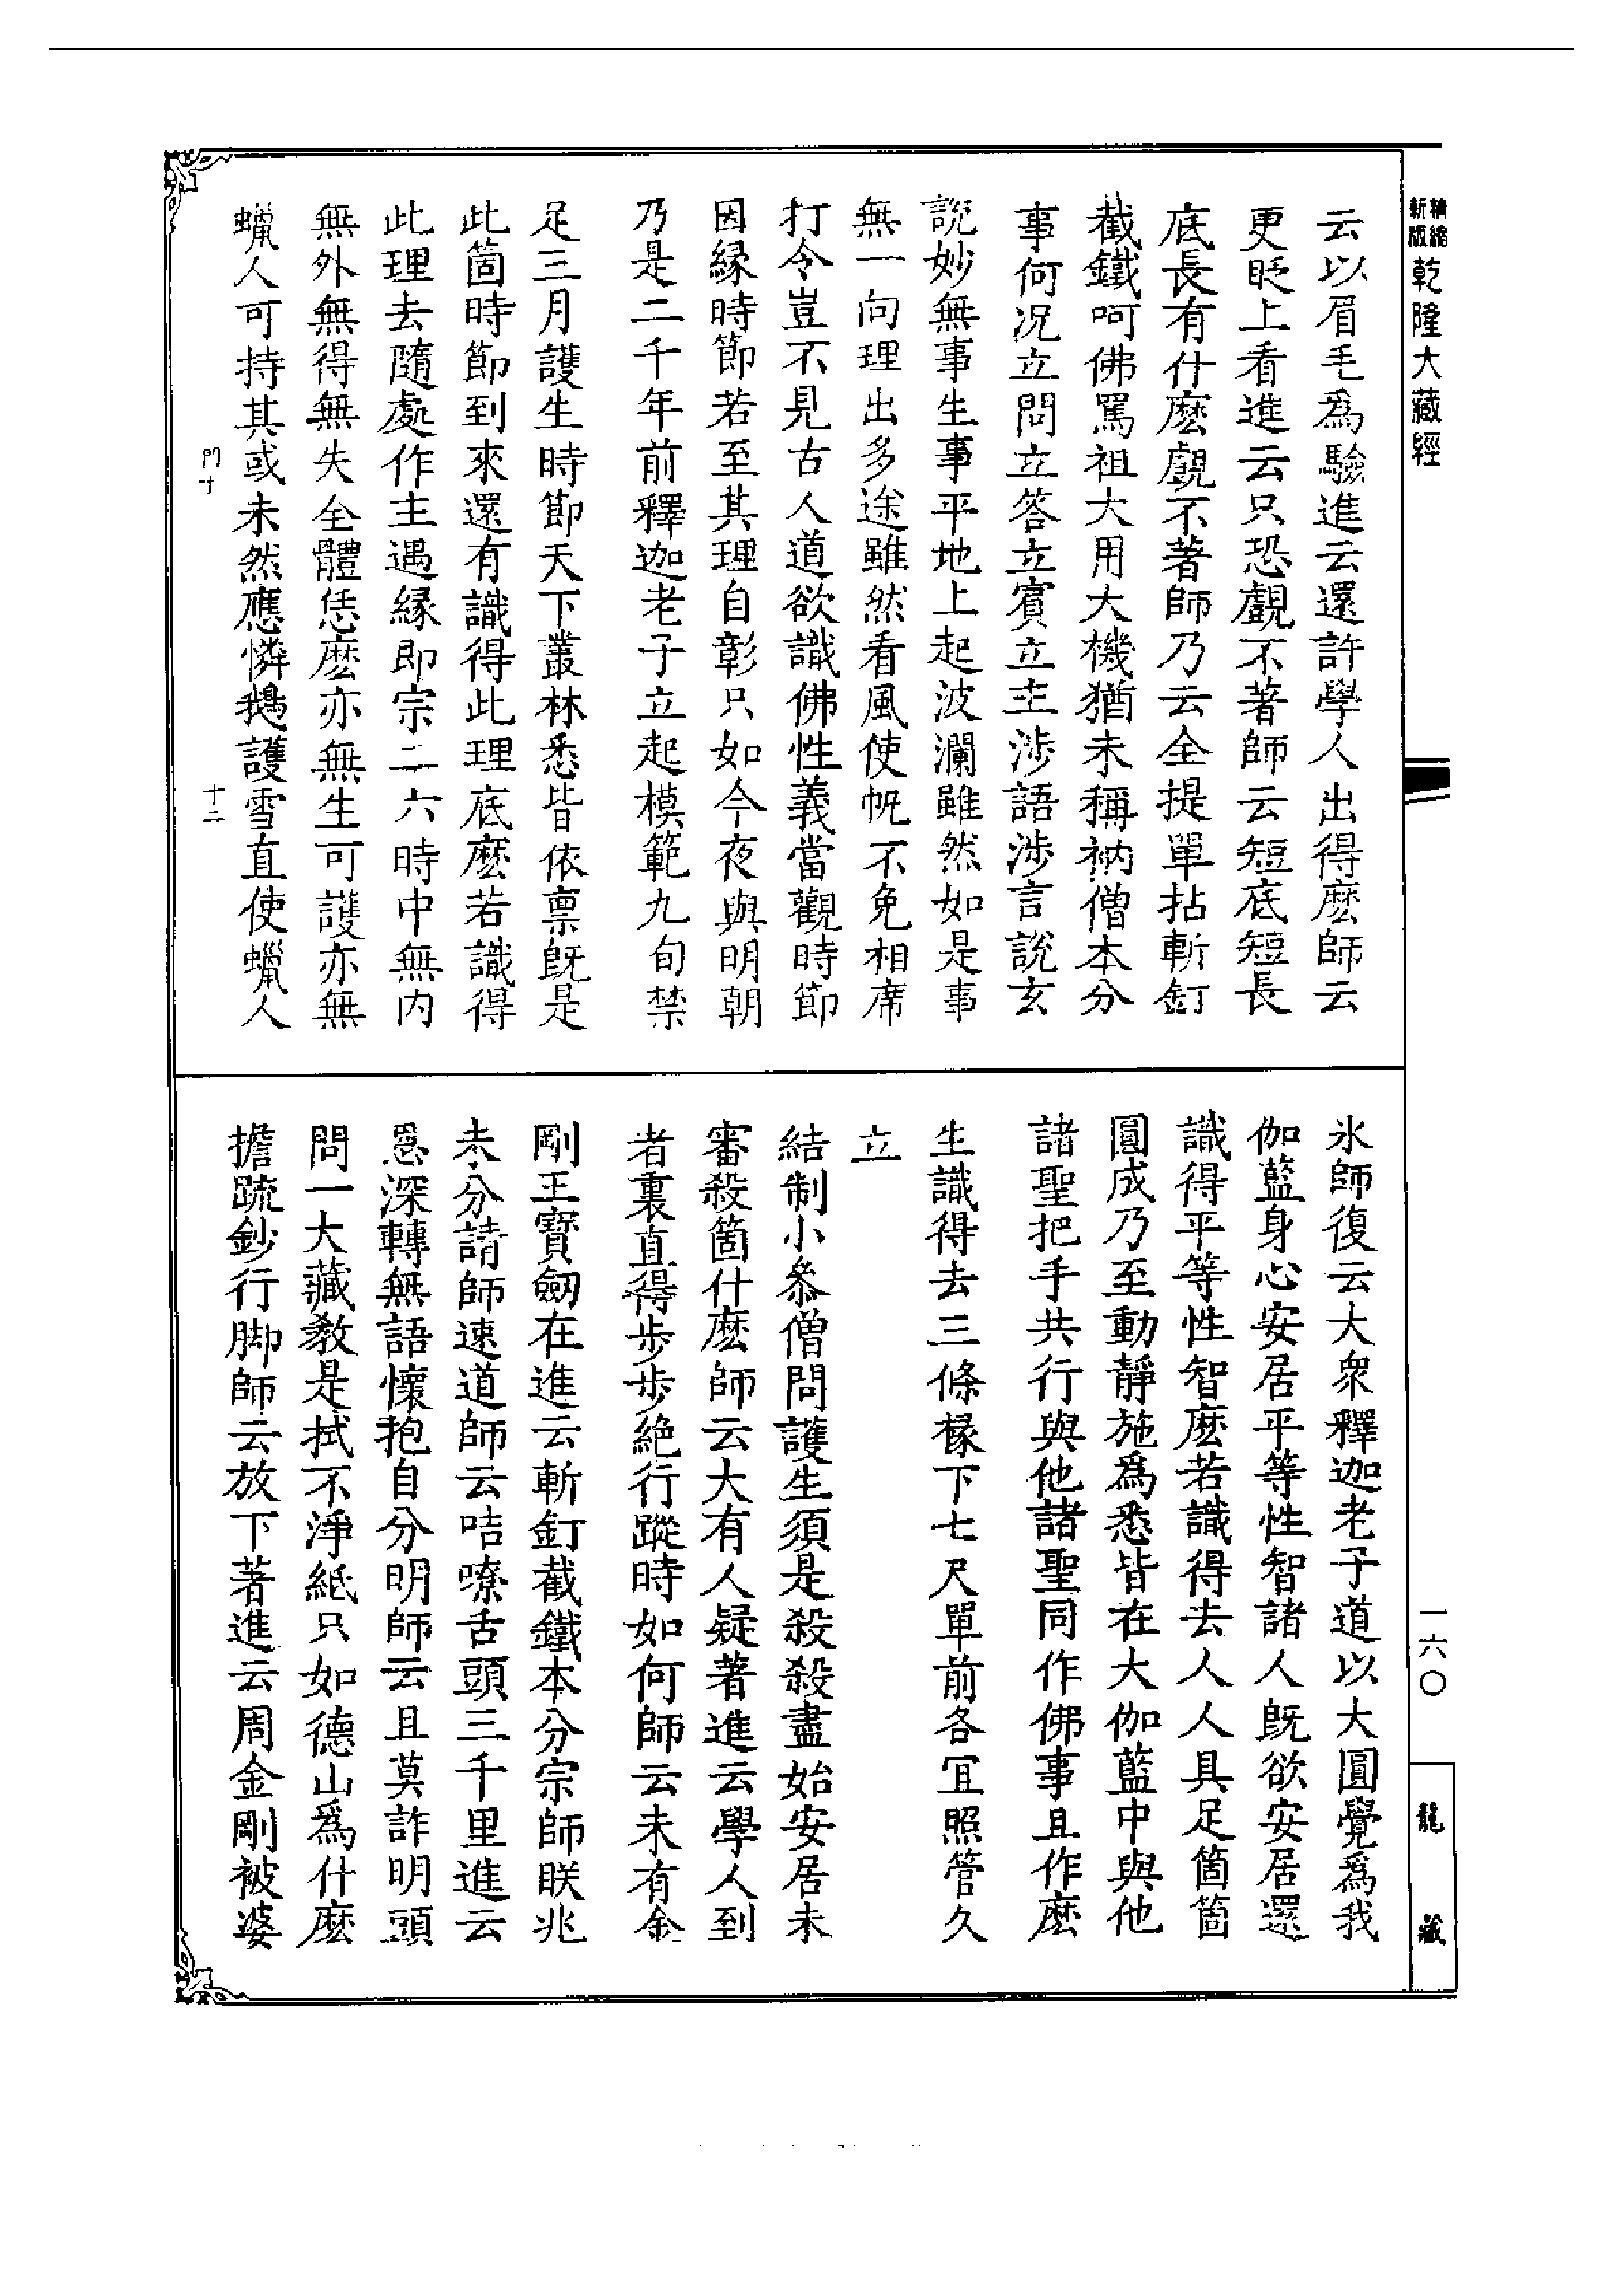 精縮
新版
乾隆大藏經
云以眉毛為驗進云還許學人出得麽師云
更眨上看進云只恐覷不著師云短底短長
底長有什麽覷不著師乃云全提單拈斬釘
截鐵呵佛罵祖大用大機猶未稱衲僧本分
事何况立問立答立賓立主涉語涉言說玄
說妙無事生事平地上起波瀾雖然如是事
無一向理出多途雖然看風使帆不免相席
打令豈不見古人道欲識佛性義當觀時節
因緣時節若至其理自彰只如今夜與明朝
乃是二千年前釋迦老子立起模範九旬禁
足三月護生時節天下叢林悉皆依禀既是
此箇時節到來還有識得此理底麽若識得
此理去隨處作主遇緣即宗二六時中無內
無外無得無失全體恁麽亦無生可護亦無
蠟人可持其或未然應憐鵝護雪直使蠟人
門十
十二
氷師復云大衆釋迦老子道以大圓覺為我
伽藍身心安居平等性智諸人既欲安居還
識得平等性智麽若識得去人人具足箇箇
圓成乃至動靜施為悉皆在大伽藍中與他
諸聖把手共行與他諸聖同作佛事且作麽
生識得去三條椽下七尺單前各冝照管久
立
結制小叅僧問護生須是殺殺盡始安居未
審殺箇什麽師云大有人疑著進云學人到
者裏直得步步絶行蹤時如何師云未有金
剛王寶劒在進云斬釘截鐵本分宗師眹兆
未分請師速道師云咭嘹舌頭三千里進云
恩深轉無語懷抱自分明師云且莫詐明頭
問一大藏教是拭不淨紙只如德山為什麽
擔䟽鈔行脚師云放下著進云周金剛被婆
一六〇
龍藏